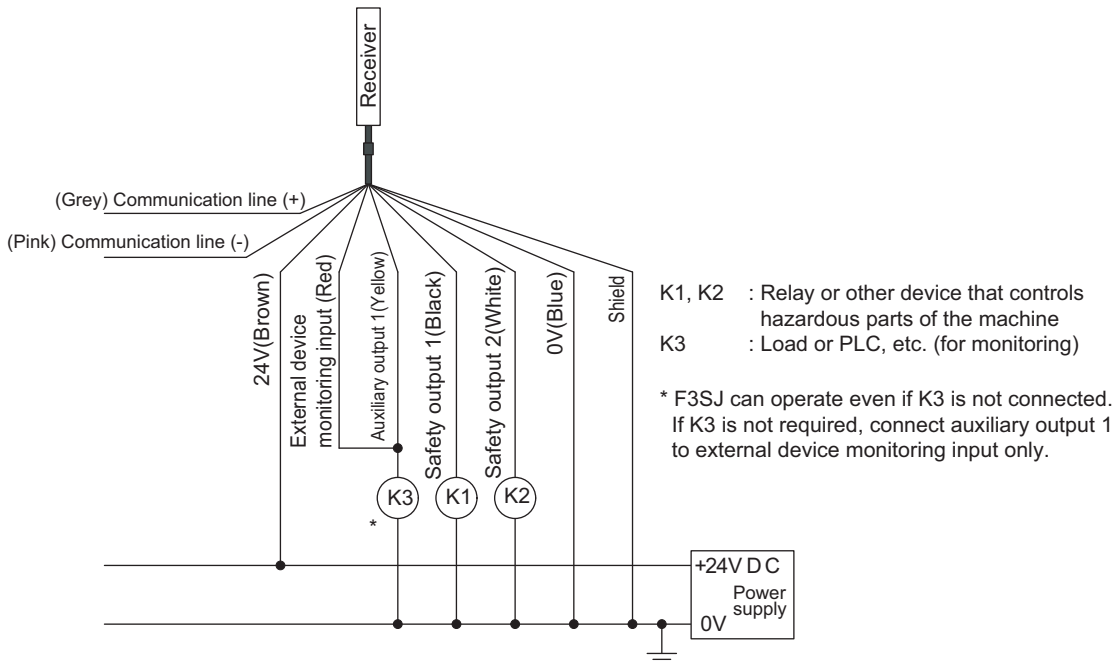 Receiver
(Grey) Communication line (+)
(Pink) Communication line (-)
24V(Brown)
External device
monitoring input (Red)
Auxiliary output 1(Yellow)
Safety output 1(Black)
Safety output 2(White)
0V(Blue)
Shield
K1, K2 : Relay or other device that controls
hazardous parts of the machine
K3 : Load or PLC, etc. (for monitoring)
* F3SJ can operate even if K3 is not connected.
If K3 is not required, connect auxiliary output 1
to external device monitoring input only.
K3
K1
K2
*
+24V D C
Power
supply
0V